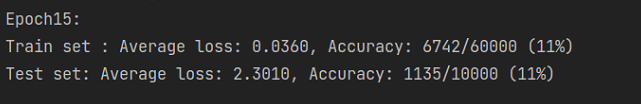 Epoch15:
Train set : Average loss: 0.0360, Accuracy: 6742/60000 (11%)
Test set: Average loss: 2.3010, Accuracy: 1135/10000 (11%)